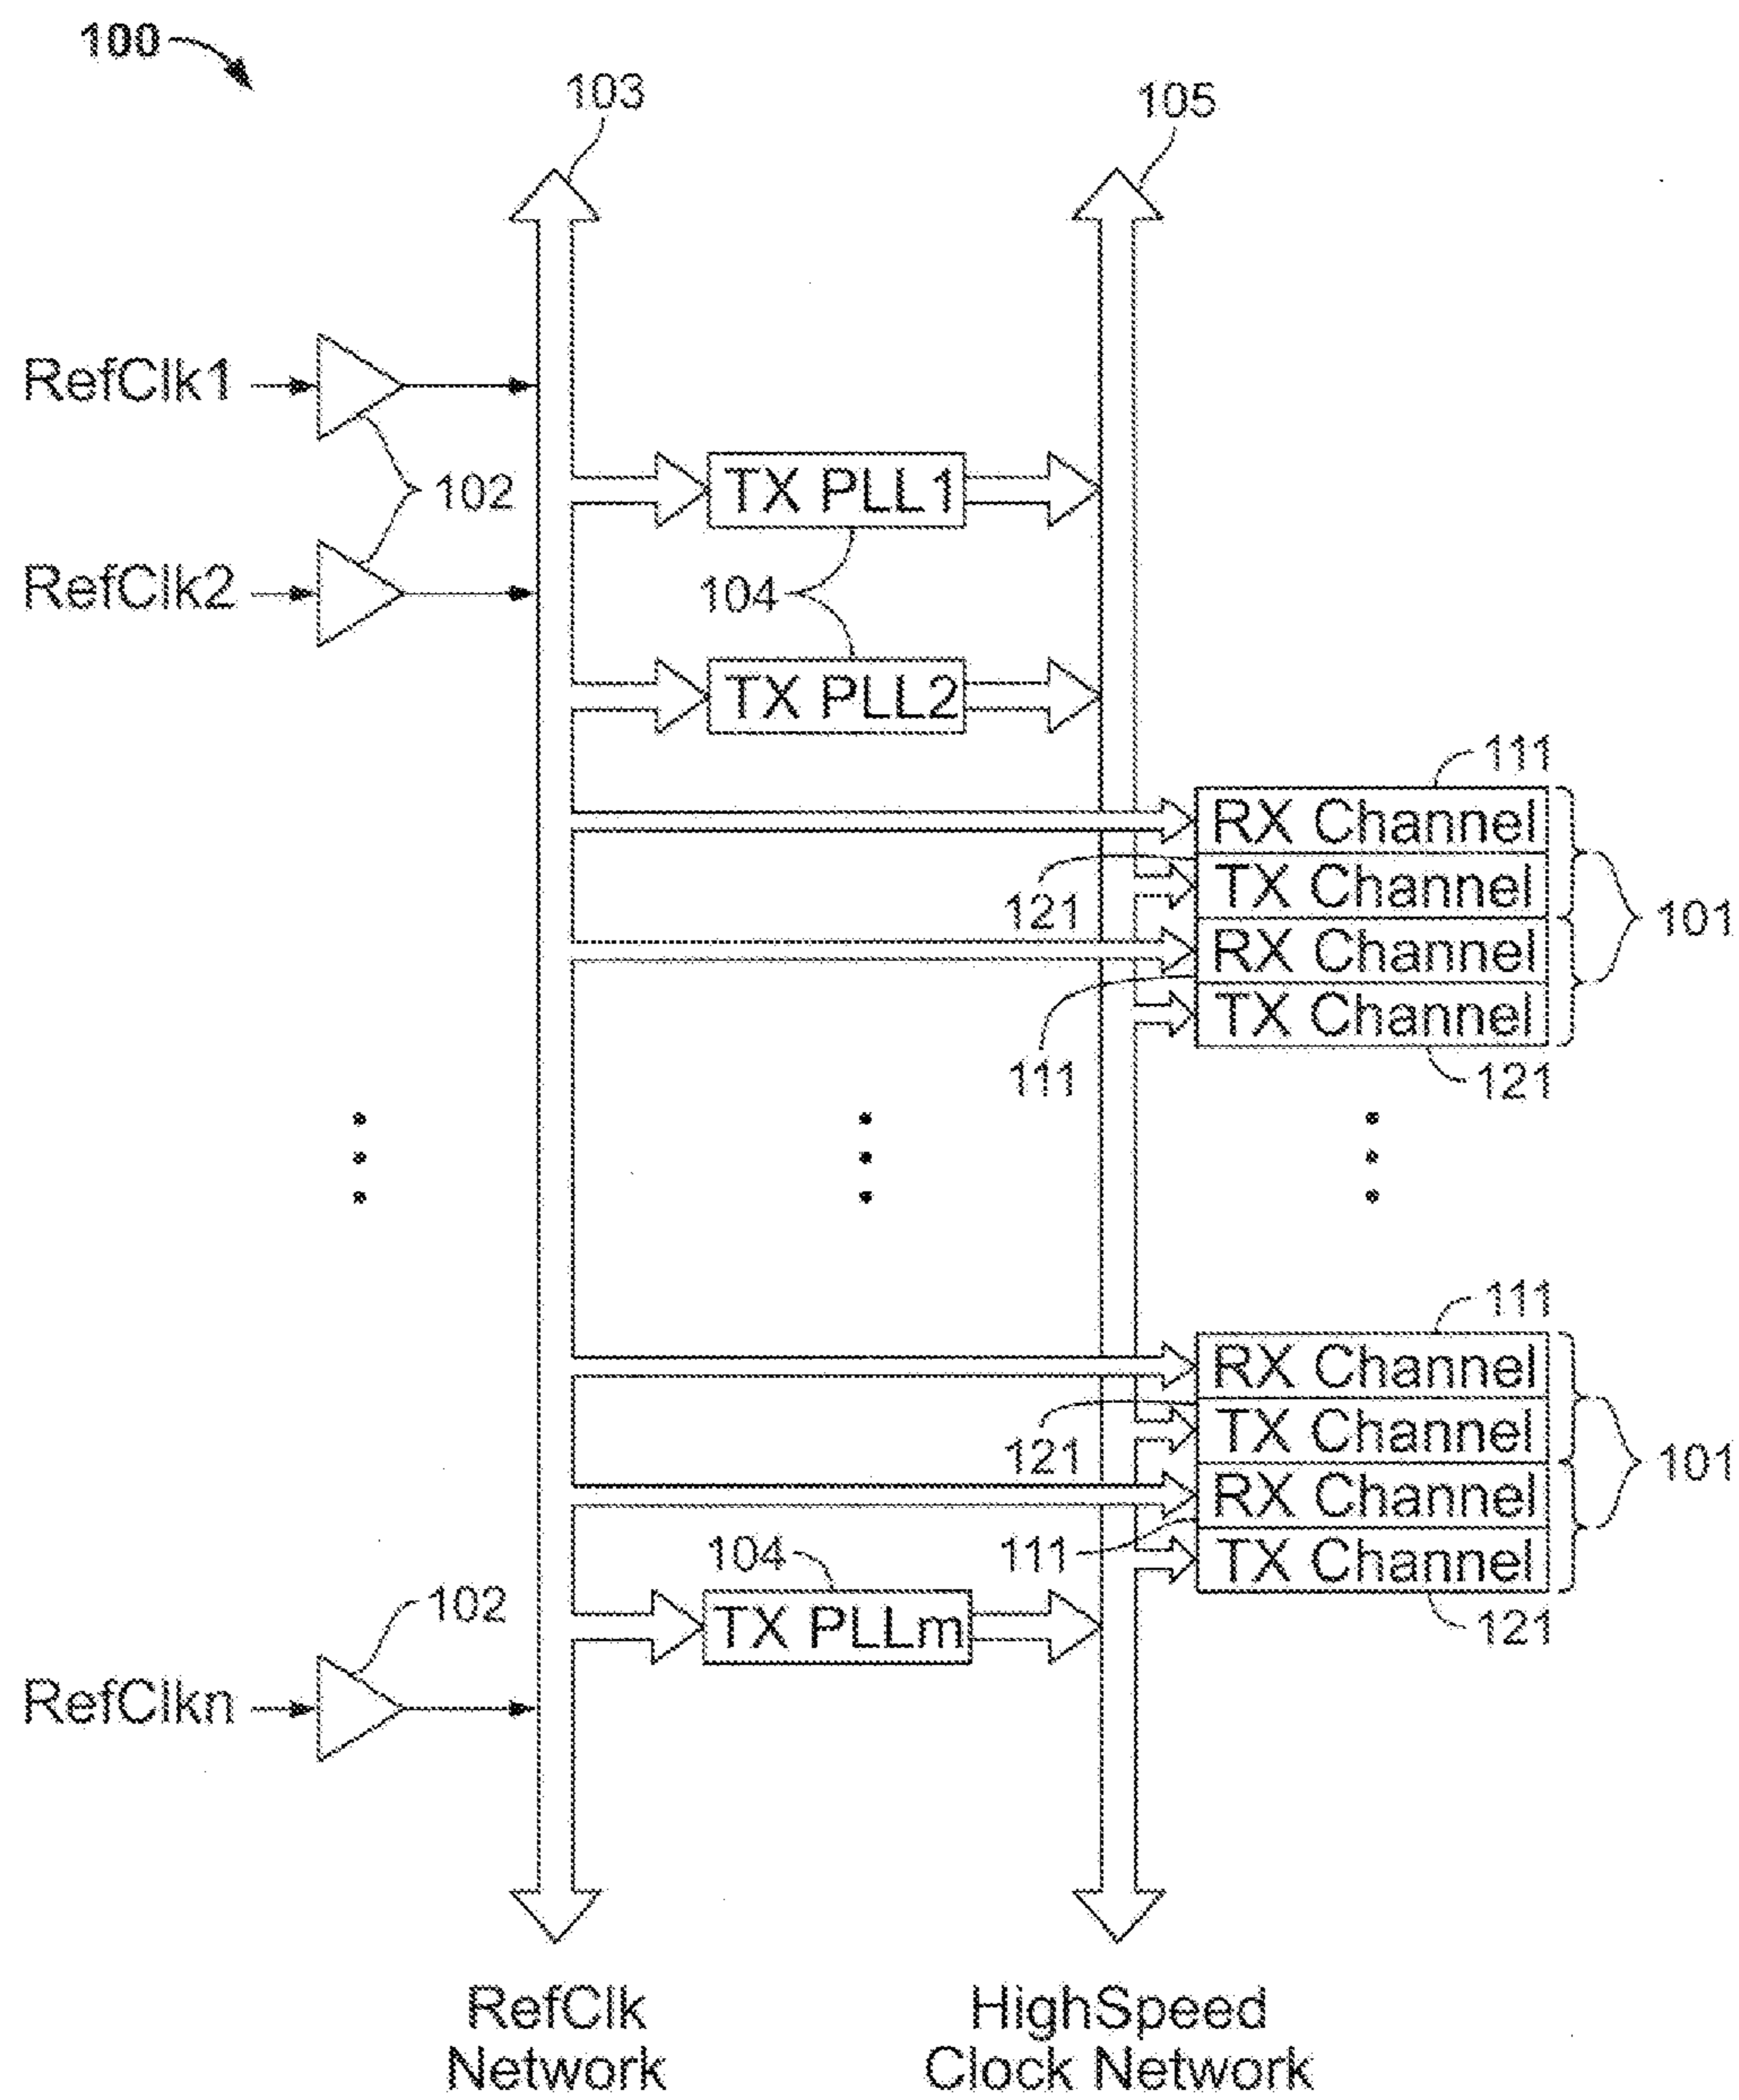 100
103
105
RefClk1
102
TX PLL1
104
RefClk2
TX PLL2
111
RX Channel
121
TX Channel
101
RX Channel
111
TX Channel
121
111
RX Channel
121
TX Channel
101
RX Channel
104
111
TX Channel
121
102
TX PLLm
RefClkn
RefClk
Network
HighSpeed
Clock Network